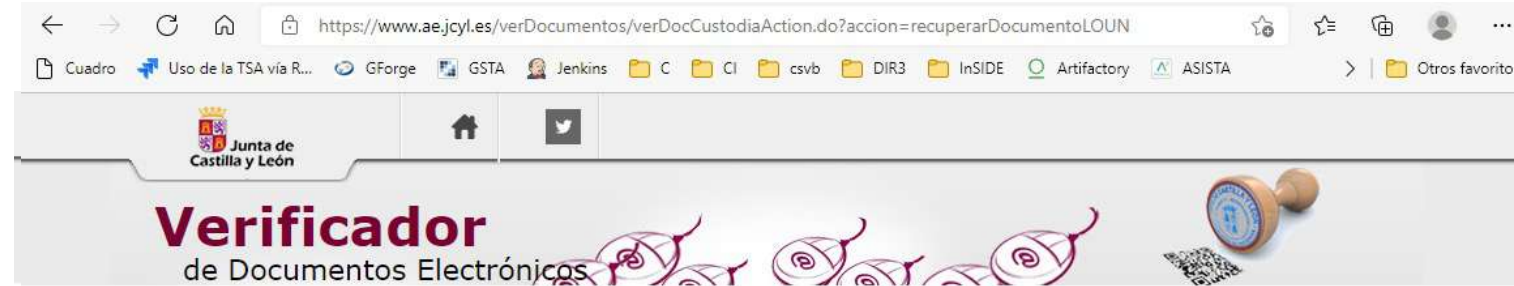 https://www.ae.jcyl.es/verDocumentos/verDocCustodiaAction.do?accion=recuperarDocumentoLOUN
Cuadro Uso de la TSA vía R... GForge GSTA Jenkins C CI csvb DIR3 InSIDE Artifactory ASISTA Otros favorito
Junta de
Castilla y León
Verificador
de Documentos Electrónicos